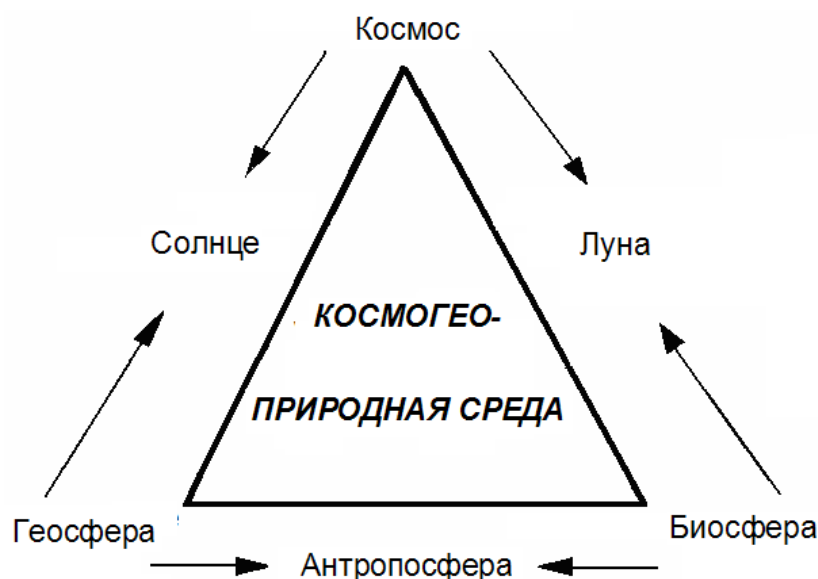 Космос
Солнце
Луна
КОСМОГЕО-
ПРИРОДНАЯ СРЕДА
Геосфера
Биосфера
Антропосфера